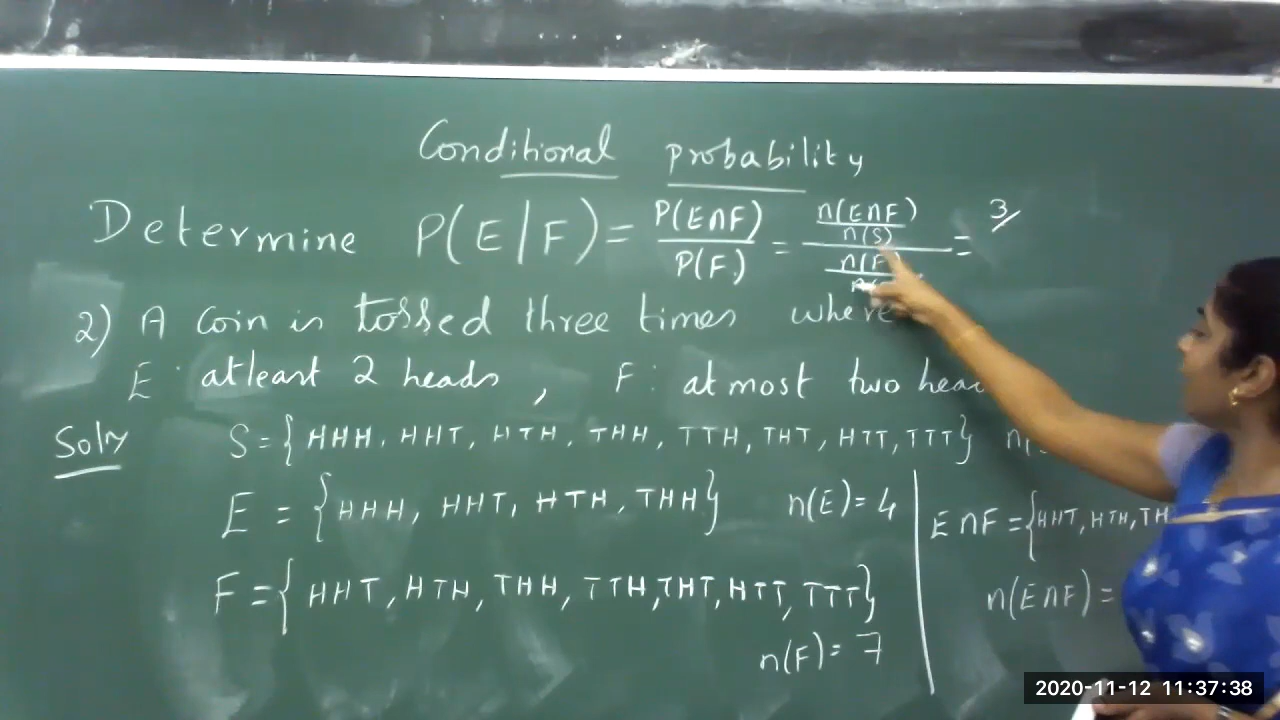 Conditional probability
Determine P(E/F) = P(E∩F)/P(F) = n(E∩F)/n(S) / n(F)/ = 3/
2) A Coin is tossed three times where
E : atleast 2 heads , F : at most two
Soln S = {HHH, HHT, HTH, THH, TTH, THT, HTT, TTT}
E = {HHH, HHT, HTH, THH} n(E) = 4
E∩F = {HHT, HTH,
F = {HHT, HTH, THH, TTH, THT, HTT, TTT}
n(E∩F) =
n(F) = 7
2020-11-12 11:37:38